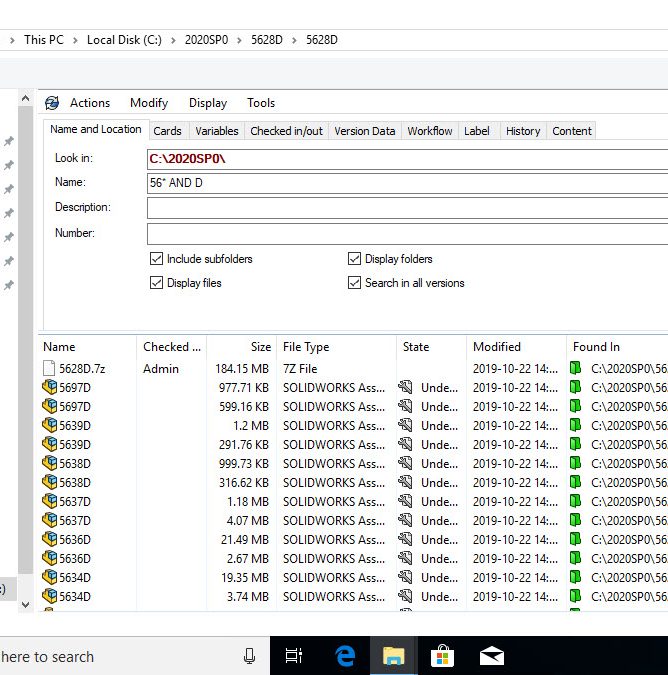 This PC > Local Disk (C:) > 2020SP0 > 5628D > 5628D
Actions Modify Display Tools
Name and Location Cards Variables Checked in/out Version Data Workflow Label History Content
Look in: C:\2020SP0\
Name: 56* AND D
Description:
Number:
Include subfolders Display folders
Display files Search in all versions
Name Checked ... Size File Type State Modified Found In
5628D.7z Admin 184.15 MB 7Z File 2019-10-22 14:... C:\2020SP0\562
5697D 977.71 KB SOLIDWORKS Ass... Unde... 2019-10-22 14:... C:\2020SP0\56
5697D 599.16 KB SOLIDWORKS Ass... Unde... 2019-10-22 14:... C:\2020SP0\56
5639D 1.2 MB SOLIDWORKS Ass... Unde... 2019-10-22 14:... C:\2020SP0\56
5639D 291.76 KB SOLIDWORKS Ass... Unde... 2019-10-22 14:... C:\2020SP0\56
5638D 999.73 KB SOLIDWORKS Ass... Unde... 2019-10-22 14:... C:\2020SP0\56
5638D 316.62 KB SOLIDWORKS Ass... Unde... 2019-10-22 14:... C:\2020SP0\56
5637D 1.18 MB SOLIDWORKS Ass... Unde... 2019-10-22 14:... C:\2020SP0\56
5637D 4.07 MB SOLIDWORKS Ass... Unde... 2019-10-22 14:... C:\2020SP0\56
5636D 21.49 MB SOLIDWORKS Ass... Unde... 2019-10-22 14:... C:\2020SP0\56
5636D 2.67 MB SOLIDWORKS Ass... Unde... 2019-10-22 14:... C:\2020SP0\56
5634D 19.35 MB SOLIDWORKS Ass... Unde... 2019-10-22 14:... C:\2020SP0\56
5634D 3.74 MB SOLIDWORKS Ass... Unde... 2019-10-22 14:... C:\2020SP0\56
:)
here to search